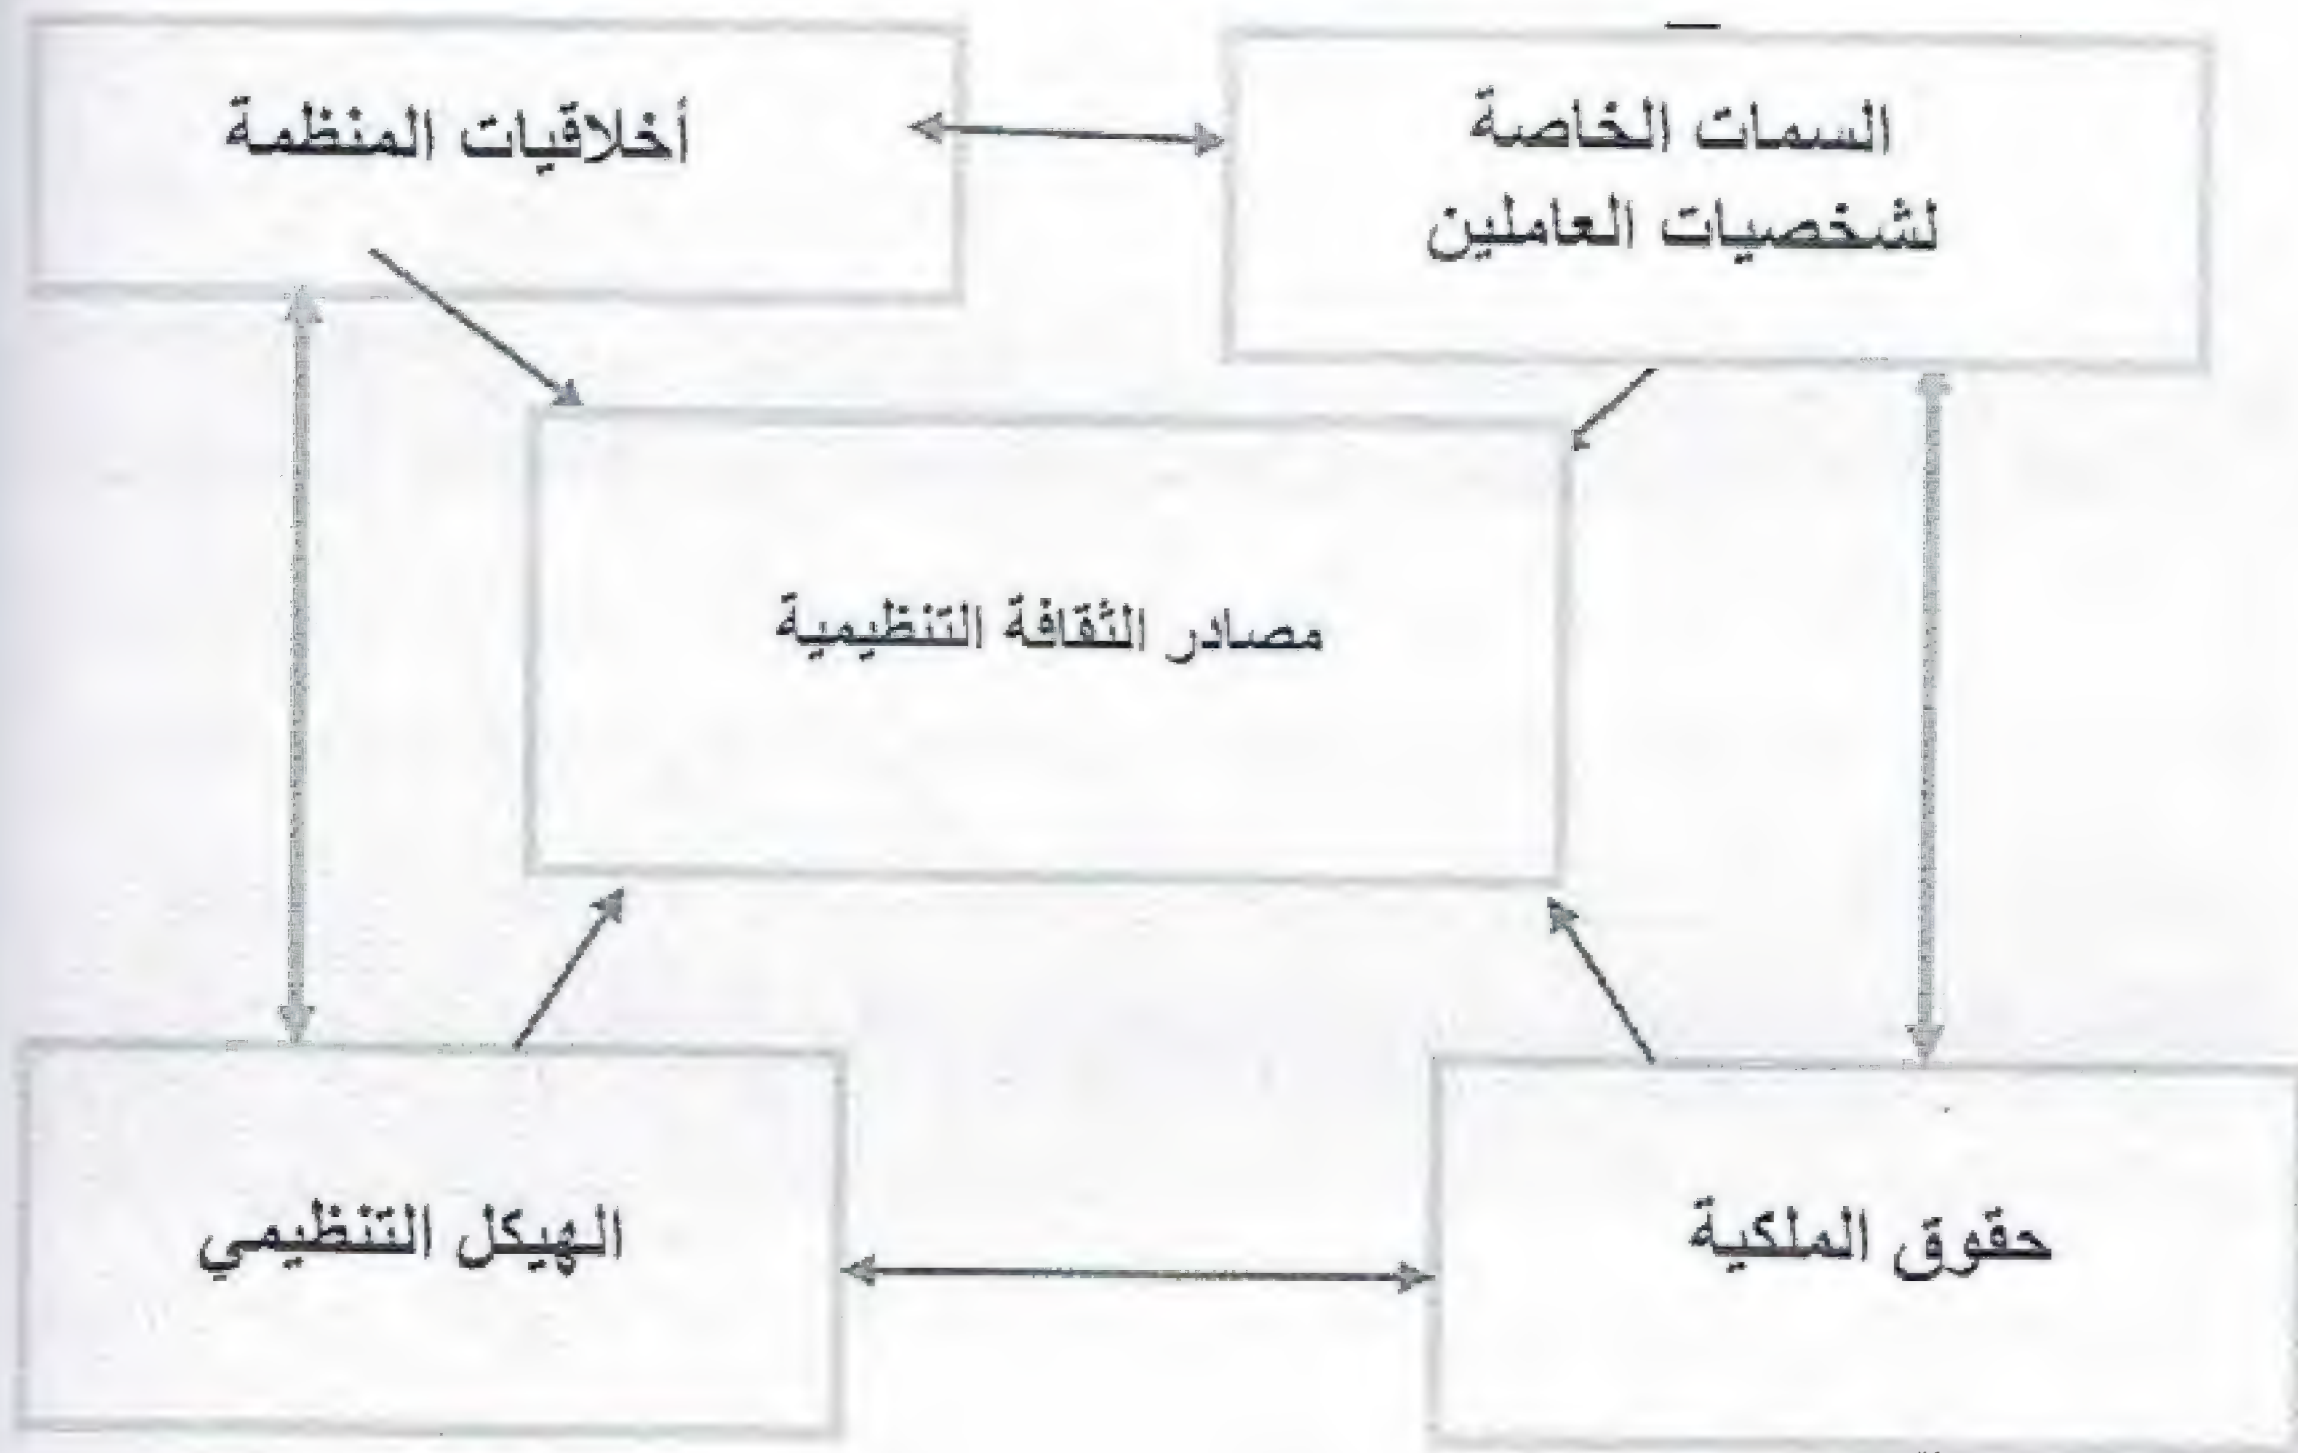 السمات الخاصة
لشخصيات العاملين
أخلاقيات المنظمة
مصادر الثقافة التنظيمية
حقوق الملكية
الهيكل التنظيمي